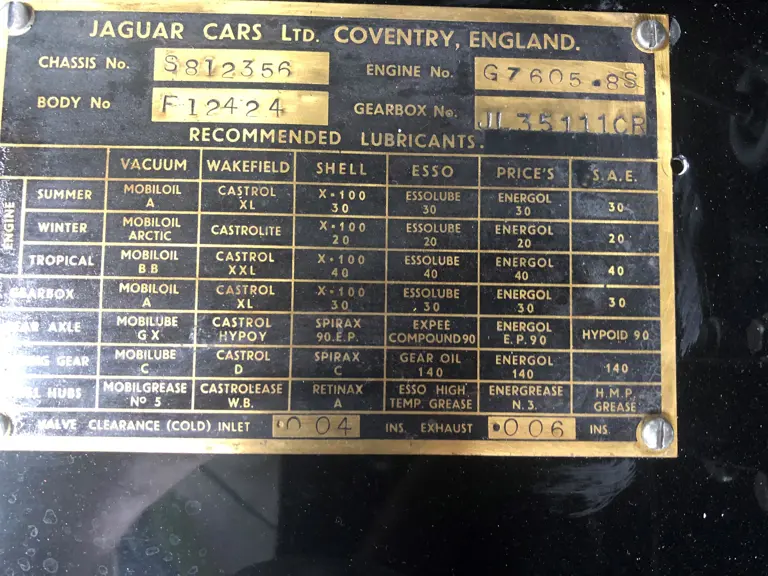 JAGUAR CARS LTD. COVENTRY, ENGLAND.
CHASSIS No. S812356 ENGINE No. G7605.8S
BODY No F12424 GEARBOX No. JL35111CR
RECOMMENDED LUBRICANTS.
VACUUM WAKEFIELD SHELL ESSO PRICE'S S.A.E.
ENGINE
SUMMER MOBILOIL A CASTROL XL X-100 30 ESSOLUBE 30 ENERGOL 30 30
WINTER MOBILOIL ARCTIC CASTROLITE X-100 20 ESSOLUBE 20 ENERGOL 20 20
TROPICAL MOBILOIL B.B CASTROL XXL X-100 40 ESSOLUBE 40 ENERGOL 40 40
GEARBOX MOBILOIL A CASTROL XL X-100 30 ESSOLUBE 30 ENERGOL 30 30
AXLE MOBILUBE GX CASTROL HYPOY SPIRAX 90.E.P. EXPEE COMPOUND 90 ENERGOL E.P.90 HYPOID 90
GEAR MOBILUBE C CASTROL D SPIRAX C GEAR OIL 140 ENERGOL 140 140
HUBS MOBILGREASE No 5 CASTROLEASE W.B. RETINAX A ESSO HIGH TEMP. GREASE ENERGREASE N.3. H.M.P. GREASE
VALVE CLEARANCE (COLD) INLET .004 INS. EXHAUST .006 INS.